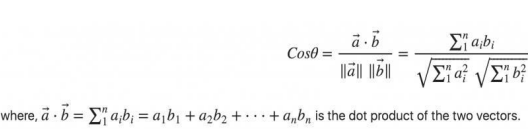 Cosθ = \frac{\vec{a} \cdot \vec{b}}{\|\vec{a}\| \|\vec{b}\|} = \frac{\sum_1^n a_i b_i}{\sqrt{\sum_1^n a_i^2} \sqrt{\sum_1^n b_i^2}}
where, \vec{a} \cdot \vec{b} = \sum_1^n a_i b_i = a_1 b_1 + a_2 b_2 + \cdots + a_n b_n is the dot product of the two vectors.